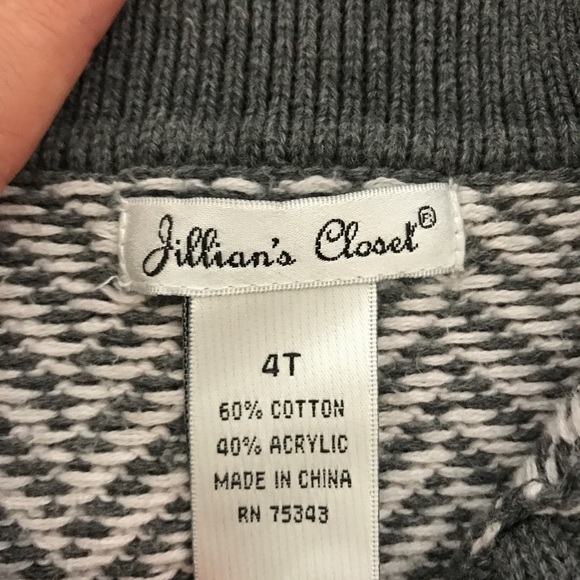 Jillian's Closet®
4T
60% COTTON
40% ACRYLIC
MADE IN CHINA
RN 75343